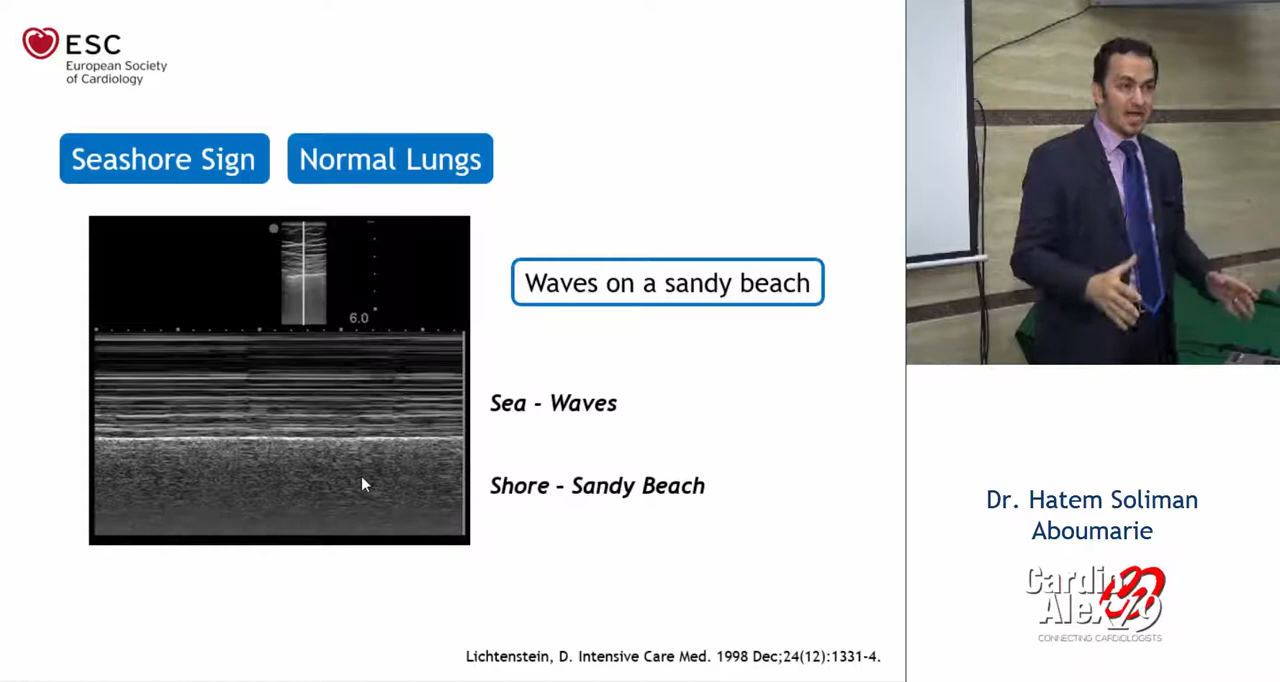 ESC
European Society
of Cardiology
Seashore Sign
Normal Lungs
6.0
Waves on a sandy beach
Sea - Waves
Shore – Sandy Beach
Lichtenstein, D. Intensive Care Med. 1998 Dec;24(12):1331-4.
Dr. Hatem Soliman
Aboumarie
Cardio
Alex 19
CONNECTING CARDIOLOGISTS